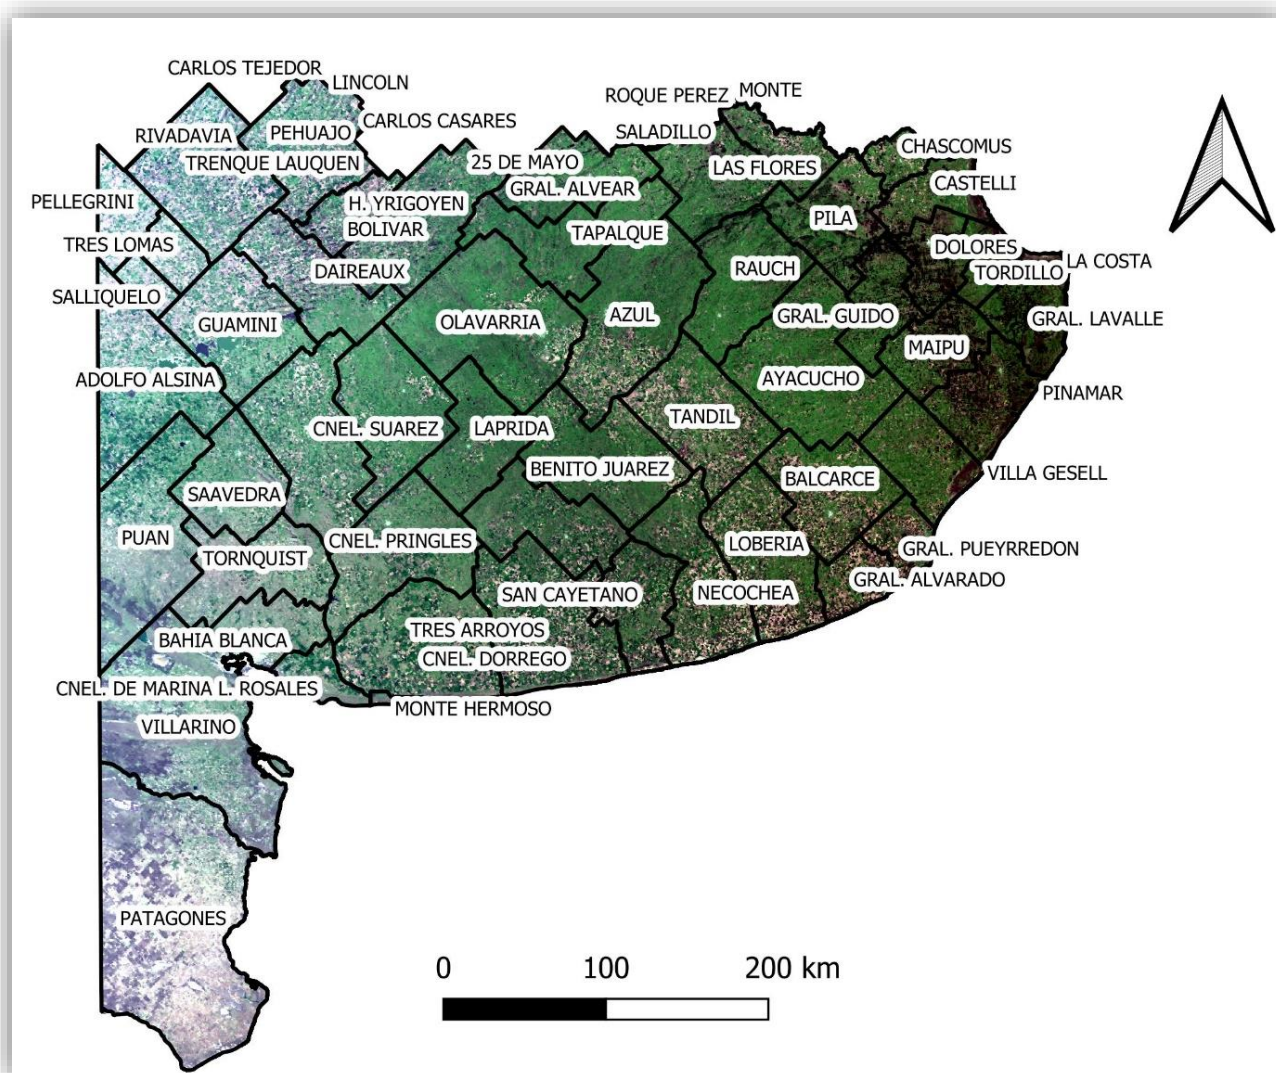 CARLOS TEJEDOR
LINCOLN
MONTE
ROQUE PEREZ
CARLOS CASARES
PEHUAJO
SALADILLO
RIVADAVIA
CHASCOMUS
25 DE MAYO
TRENQUE LAUQUEN
LAS FLORES
CASTELLI
GRAL. ALVEAR
PELLEGRINI
H. YRIGOYEN
PILA
BOLIVAR
TAPALQUE
TRES LOMAS
DOLORES
LA COSTA
RAUCH
DAIREAUX
TORDILLO
SALLIQUELO
AZUL
GRAL. GUIDO
GRAL. LAVALLE
OLAVARRIA
GUAMINI
MAIPU
AYACUCHO
ADOLFO ALSINA
PINAMAR
TANDIL
CNEL. SUAREZ
LAPRIDA
BENITO JUAREZ
VILLA GESELL
BALCARCE
SAAVEDRA
PUAN
CNEL. PRINGLES
LOBERIA
GRAL. PUEYRREDON
TORNQUIST
GRAL. ALVARADO
SAN CAYETANO
NECOCHEA
TRES ARROYOS
BAHIA BLANCA
CNEL. DORREGO
CNEL. DE MARINA L. ROSALES
MONTE HERMOSO
VILLARINO
PATAGONES
0 100 200 km